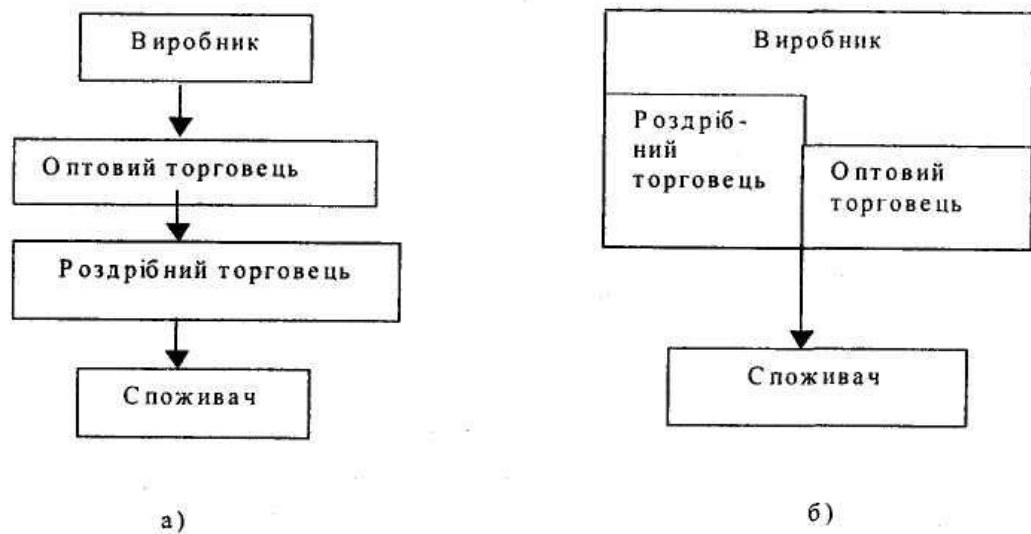 Виробник
Оптовий торговець
Роздрібний торговець
Споживач
а)
Виробник
Роздріб-
ний
торговець
Оптовий
торговець
Споживач
б)